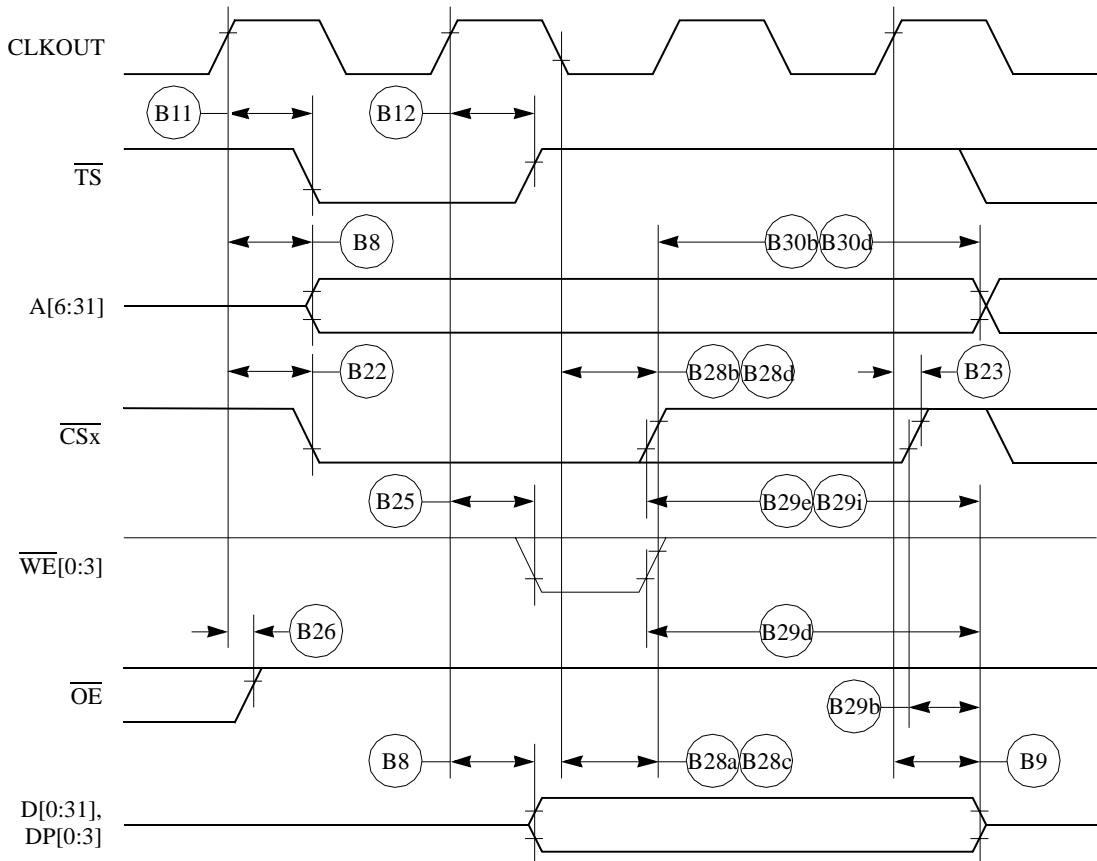 CLKOUT
B11
B12
TS
B8
B30b B30d
A[6:31]
B22
B28b B28d
B23
CSx
B25
B29e B29i
WE[0:3]
B26
B29d
OE
B29b
B8
B28a B28c
B9
D[0:31],
DP[0:3]